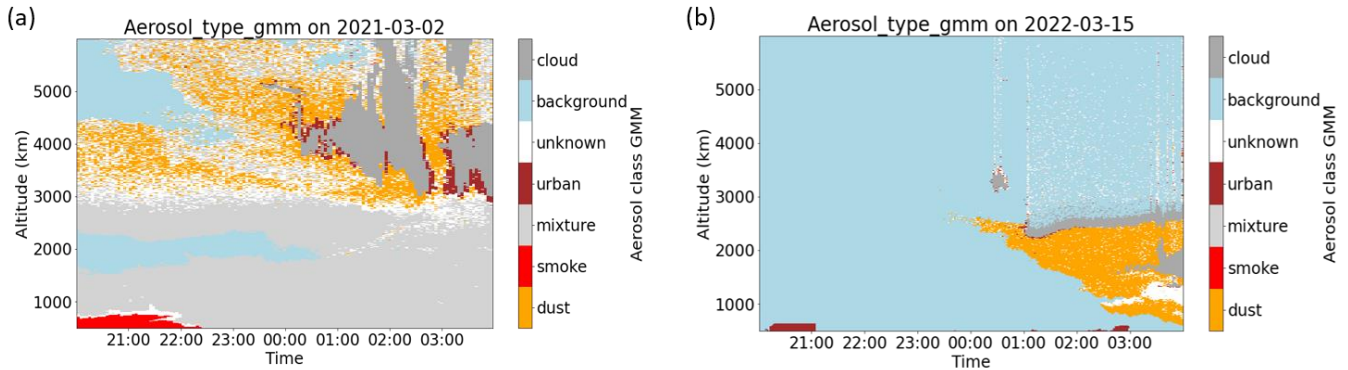 (a)
Aerosol_type_gmm on 2021-03-02
Altitude (km)
5000
4000
3000
2000
1000
21:00 22:00 23:00 00:00 01:00 02:00 03:00
Time
cloud
background
unknown
urban
mixture
smoke
dust
Aerosol class GMM
(b)
Aerosol_type_gmm on 2022-03-15
Altitude (km)
5000
4000
3000
2000
1000
21:00 22:00 23:00 00:00 01:00 02:00 03:00
Time
cloud
background
unknown
urban
mixture
smoke
dust
Aerosol class GMM